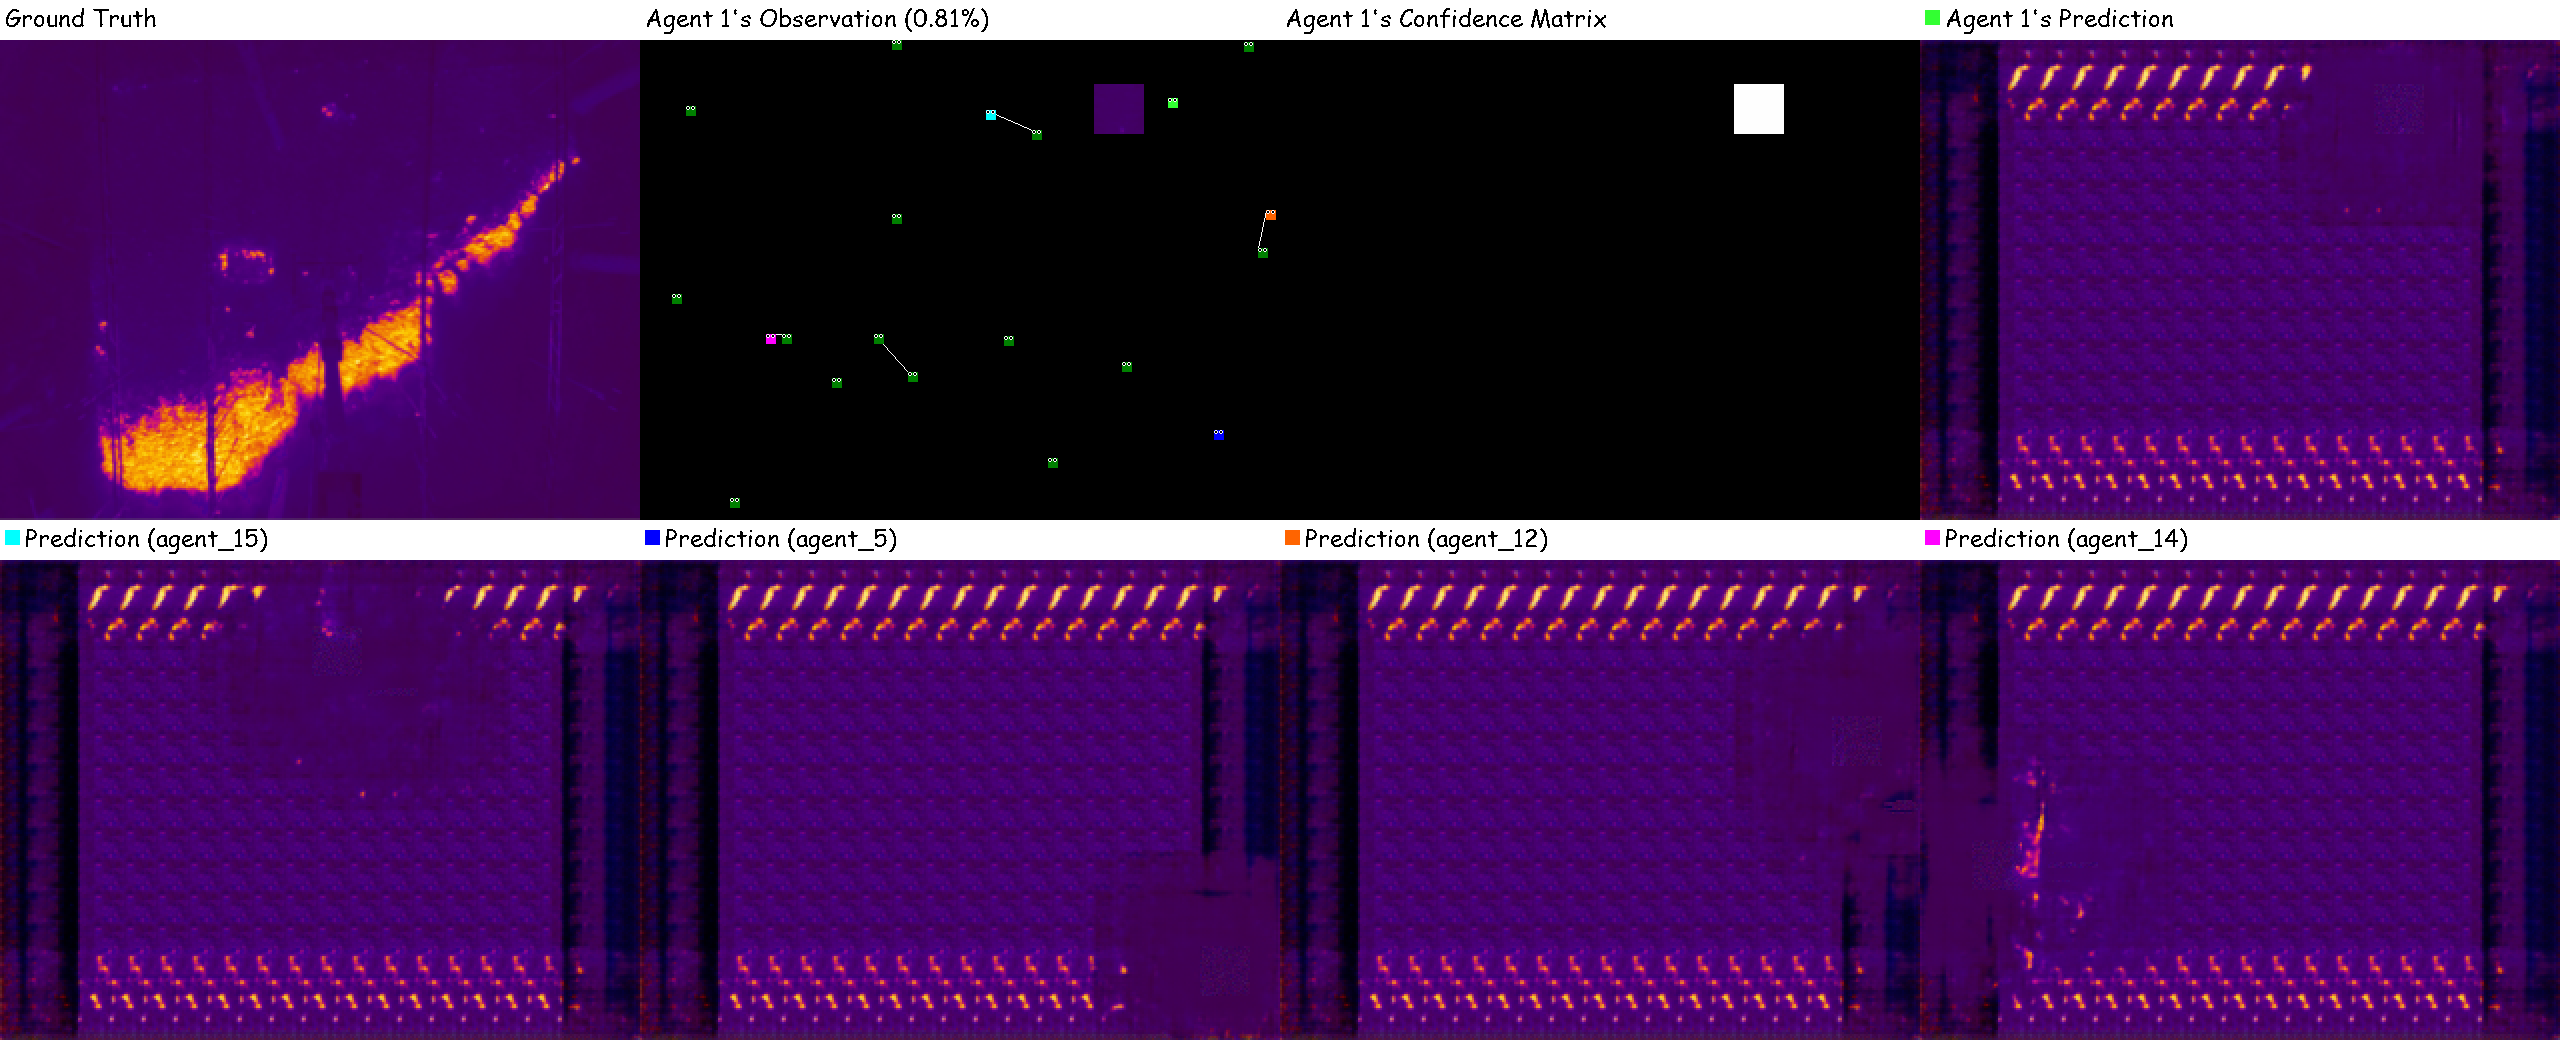 Ground Truth
Agent 1's Observation (0.81%)
Agent 1's Confidence Matrix
Agent 1's Prediction
Prediction (agent_15)
Prediction (agent_5)
Prediction (agent_12)
Prediction (agent_14)